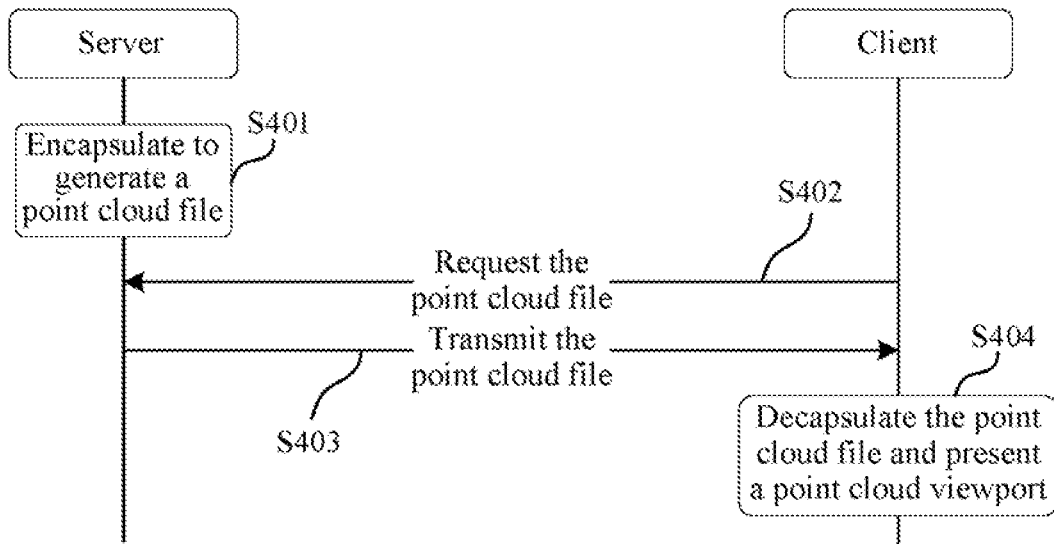 Server
Client
Encapsulate to
generate a
point cloud file
S401
S402
Request the
point cloud file
Transmit the
point cloud file
S403
S404
Decapsulate the point
cloud file and present
a point cloud viewport